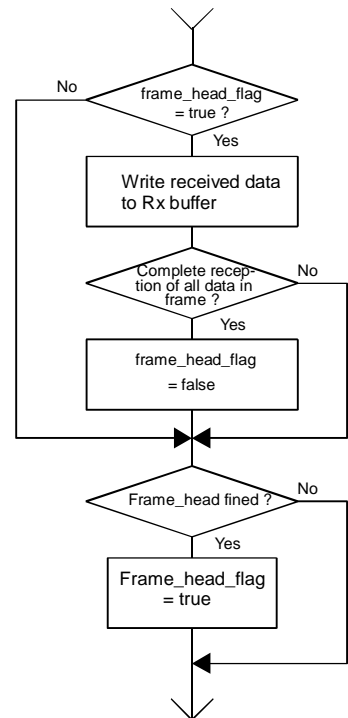 No
frame_head_flag
= true ?
Yes
Write received data
to Rx buffer
Complete recep-
tion of all data in
frame ?
No
Yes
frame_head_flag
= false
Frame_head fined ?
No
Yes
Frame_head_flag
= true